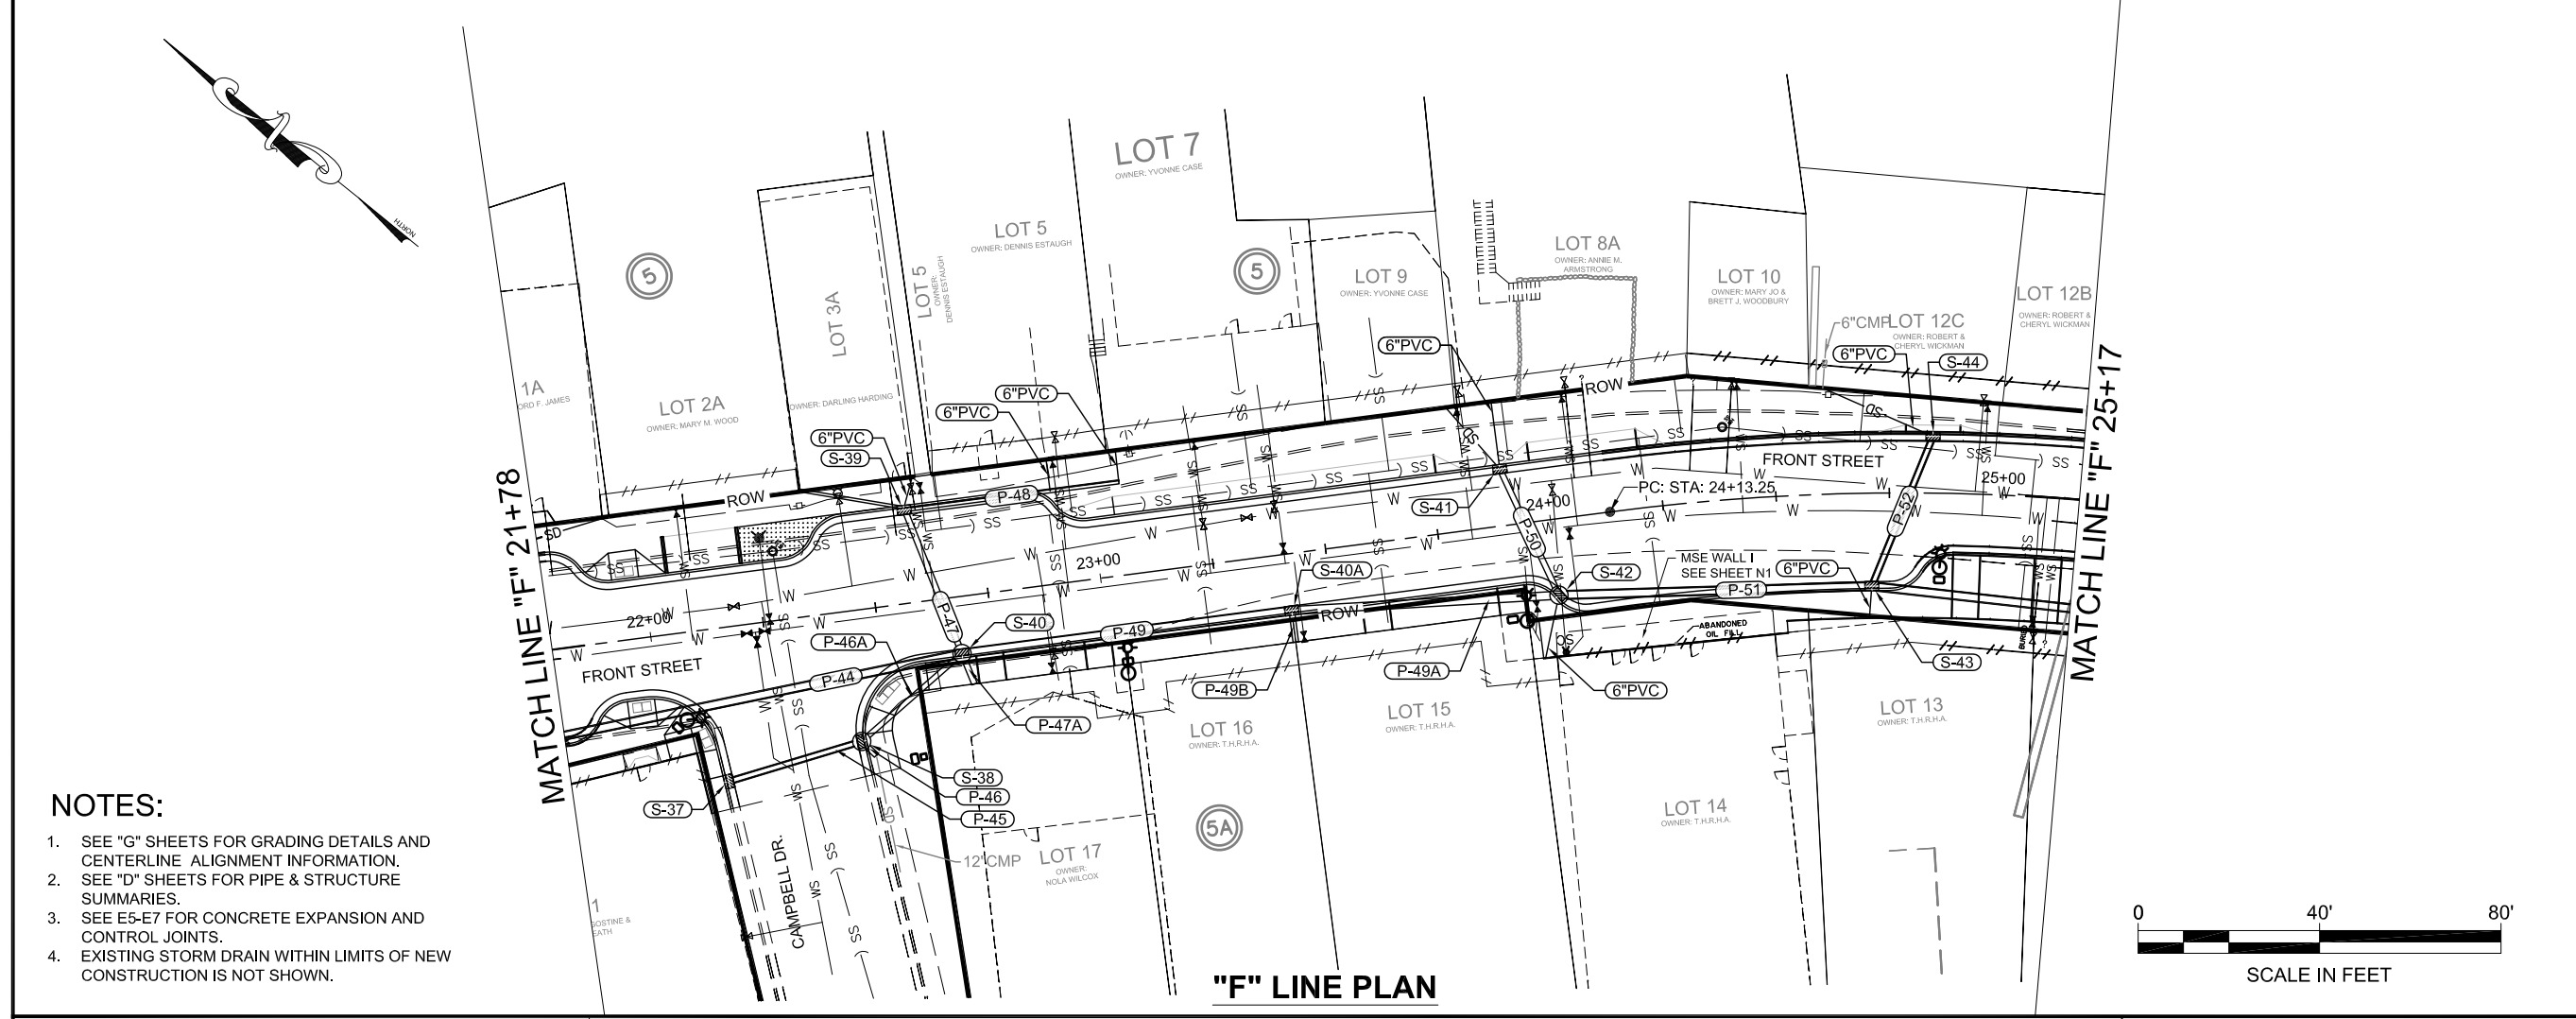 NORTH
LOT 7
OWNER: YVONNE CASE
5
LOT 5
OWNER: DENNIS ESTAUGH
LOT 5
OWNER:
DENNIS ESTAUGH
5
LOT 9
OWNER: YVONNE CASE
LOT 8A
OWNER: ANNIE M.
ARMSTRONG
LOT 10
OWNER: MARY JO &
BRETT J. WOODBURY
LOT 12B
OWNER: ROBERT &
CHERYL WICKMAN
6"CMP
LOT 12C
OWNER: ROBERT &
CHERYL WICKMAN
LOT 3A
OWNER: DARLING HARDING
1A
ORD F. JAMES
LOT 2A
OWNER: MARY M. WOOD
6"PVC
6"PVC
6"PVC
S-44
6"PVC
6"PVC
S-39
ROW
ROW
P-48
S-41
FRONT STREET
25+00
24+00
PC: STA: 24+13.25
P-50
P-52
MATCH LINE "F" 21+78
MATCH LINE "F" 25+17
23+00
22+00
P-47
S-40
S-40A
ROW
S-42
MSE WALL I
SEE SHEET N1
6"PVC
P-51
P-46A
P-49
ABANDONED
OIL FILL
FRONT STREET
P-44
P-49B
P-49A
6"PVC
S-43
P-47A
LOT 16
OWNER: T.H.R.H.A.
LOT 15
OWNER: T.H.R.H.A.
LOT 13
OWNER: T.H.R.H.A.
S-37
S-38
P-46
P-45
5A
LOT 14
OWNER: T.H.R.H.A.
12"CMP
LOT 17
OWNER:
NOLA WILCOX
CAMPBELL DR.
1
GOSTINE &
EATH
NOTES:
1. SEE "G" SHEETS FOR GRADING DETAILS AND
CENTERLINE ALIGNMENT INFORMATION.
2. SEE "D" SHEETS FOR PIPE & STRUCTURE
SUMMARIES.
3. SEE E5-E7 FOR CONCRETE EXPANSION AND
CONTROL JOINTS.
4. EXISTING STORM DRAIN WITHIN LIMITS OF NEW
CONSTRUCTION IS NOT SHOWN.
"F" LINE PLAN
0 40' 80'
SCALE IN FEET